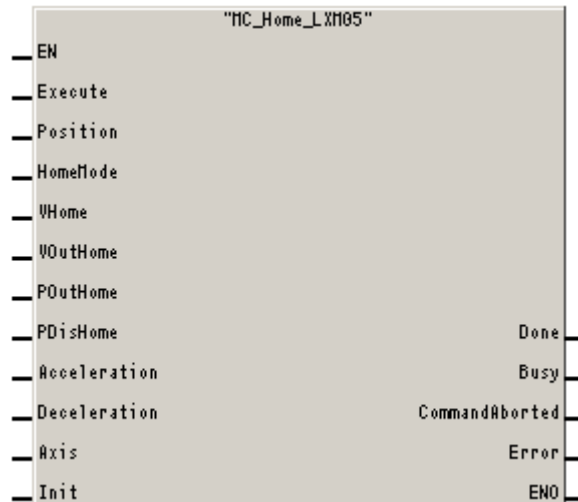 "MC_Home_LXM05"
EN
Execute
Position
HomeMode
VHome
VOutHome
POutHome
PDisHome Done
Acceleration Busy
Deceleration CommandAborted
Axis Error
Init ENO